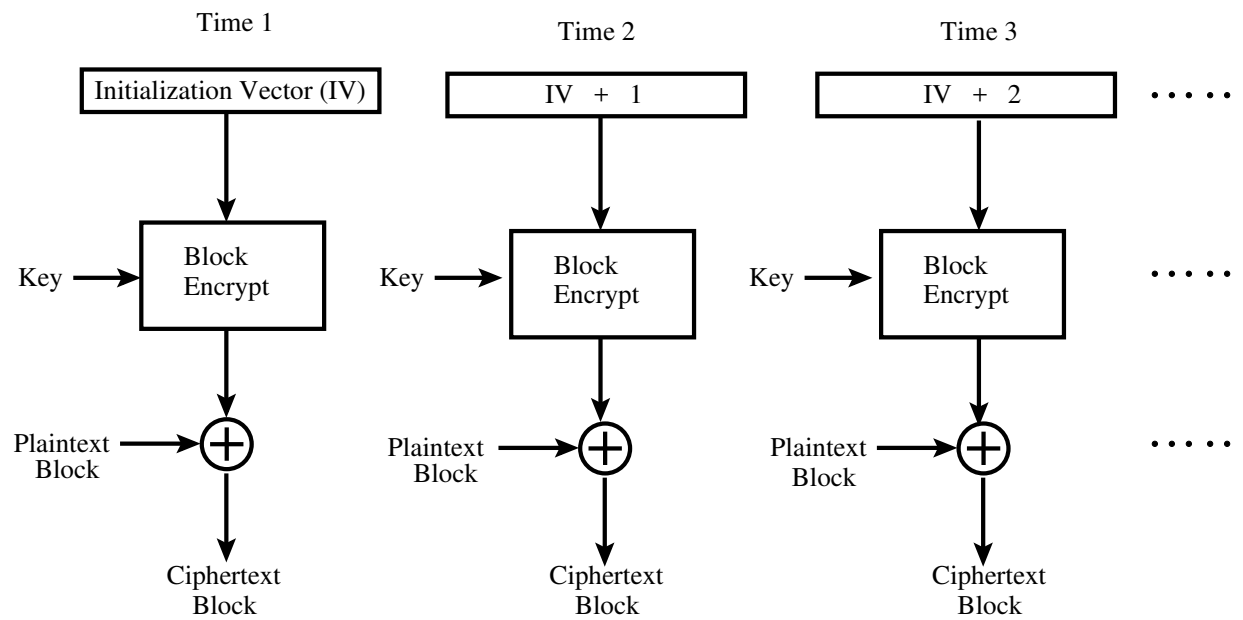 Time 1
Time 2
Time 3
Initialization Vector (IV)
IV + 1
IV + 2
Key
Block
Encrypt
Key
Block
Encrypt
Key
Block
Encrypt
Plaintext
Block
Plaintext
Block
Plaintext
Block
Ciphertext
Block
Ciphertext
Block
Ciphertext
Block